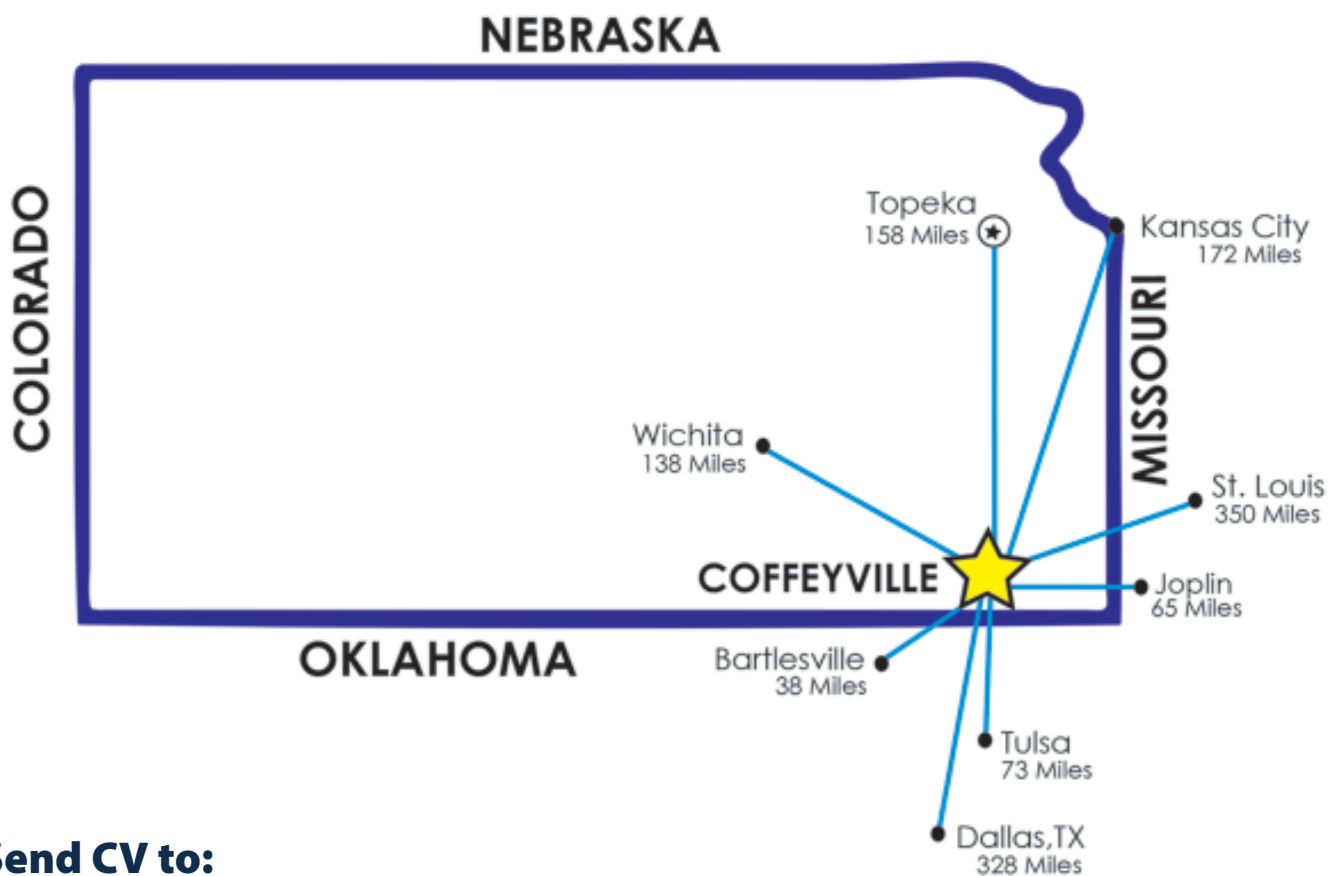 NEBRASKA
COLORADO
Topeka
158 Miles
Kansas City
172 Miles
MISSOURI
Wichita
138 Miles
St. Louis
350 Miles
COFFEYVILLE
Joplin
65 Miles
OKLAHOMA
Bartlesville
38 Miles
Tulsa
73 Miles
Dallas,TX
328 Miles
Send CV to: